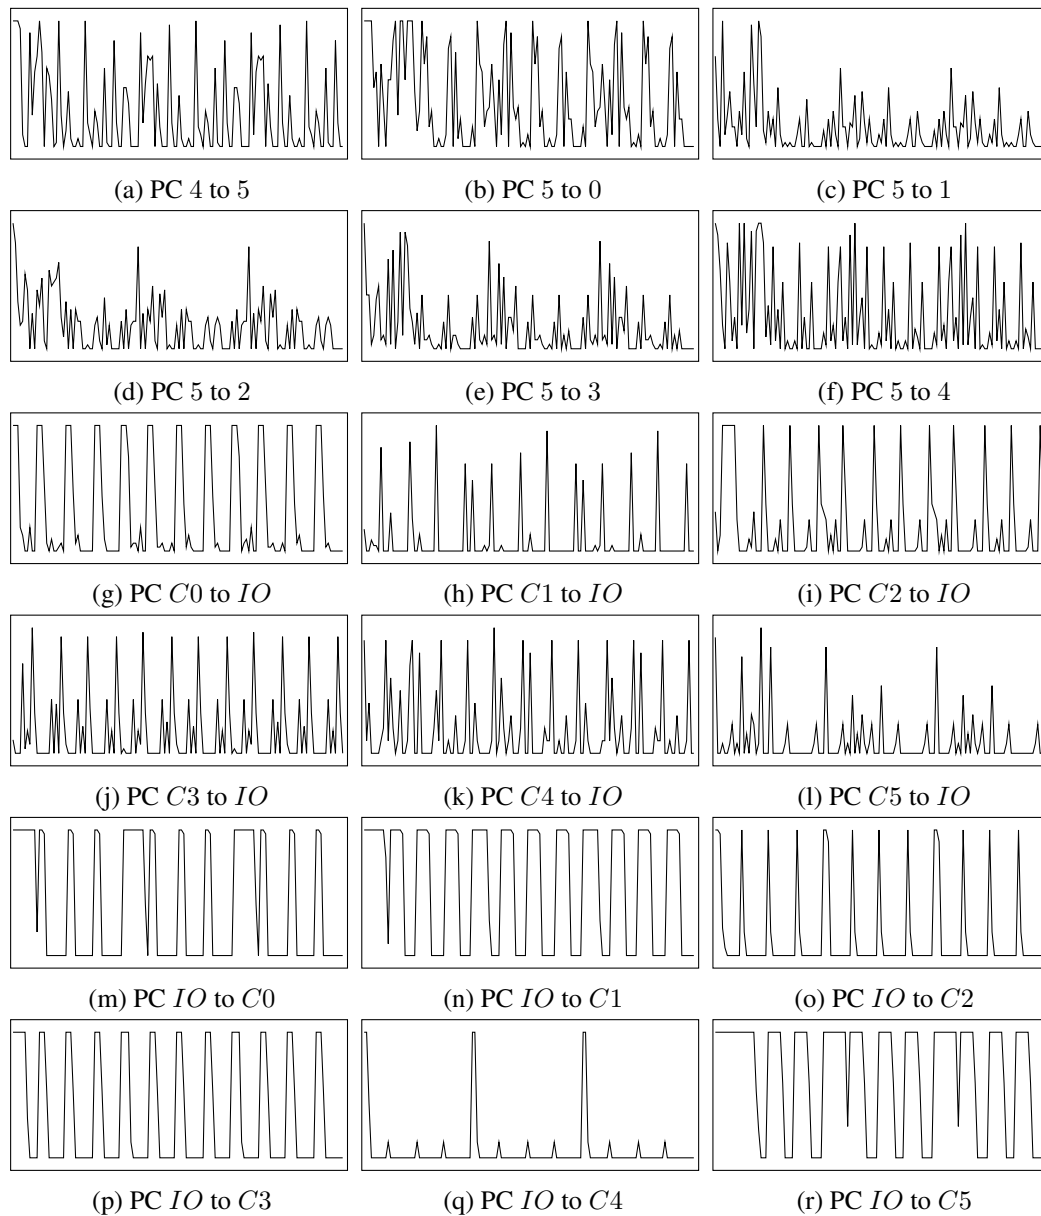 (a) PC 4 to 5 (b) PC 5 to 0 (c) PC 5 to 1
(d) PC 5 to 2 (e) PC 5 to 3 (f) PC 5 to 4
(g) PC C0 to IO (h) PC C1 to IO (i) PC C2 to IO
(j) PC C3 to IO (k) PC C4 to IO (l) PC C5 to IO
(m) PC IO to C0 (n) PC IO to C1 (o) PC IO to C2
(p) PC IO to C3 (q) PC IO to C4 (r) PC IO to C5